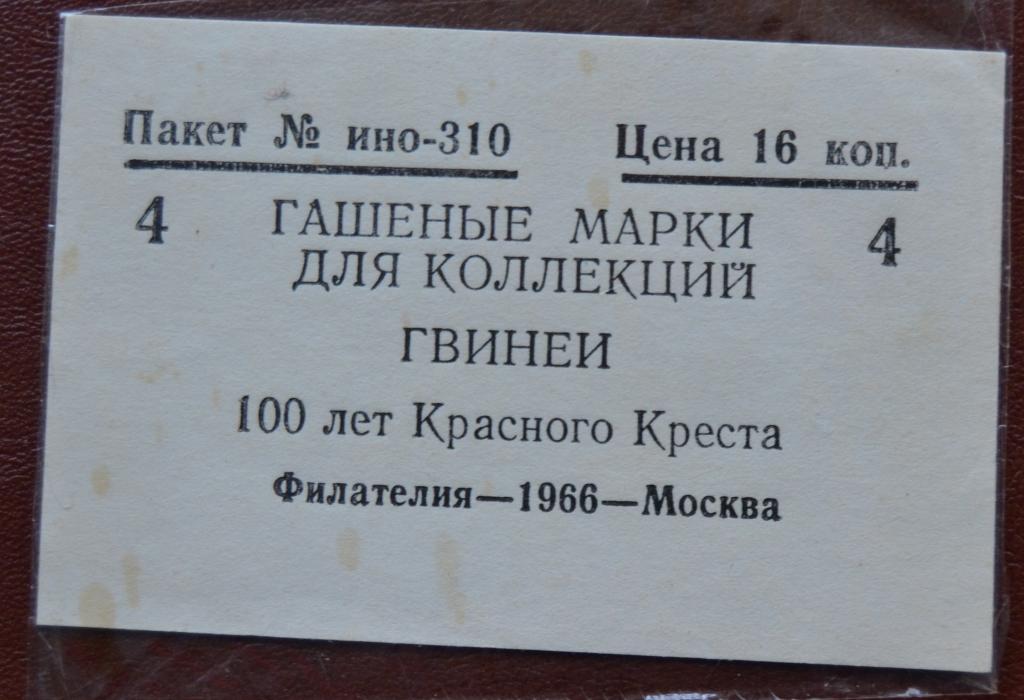 Пакет № ино-310 Цена 16 коп.
4 ГАШЕНЫЕ МАРКИ 4
ДЛЯ КОЛЛЕКЦИЙ
ГВИНЕИ
100 лет Красного Креста
Филателия—1966—Москва